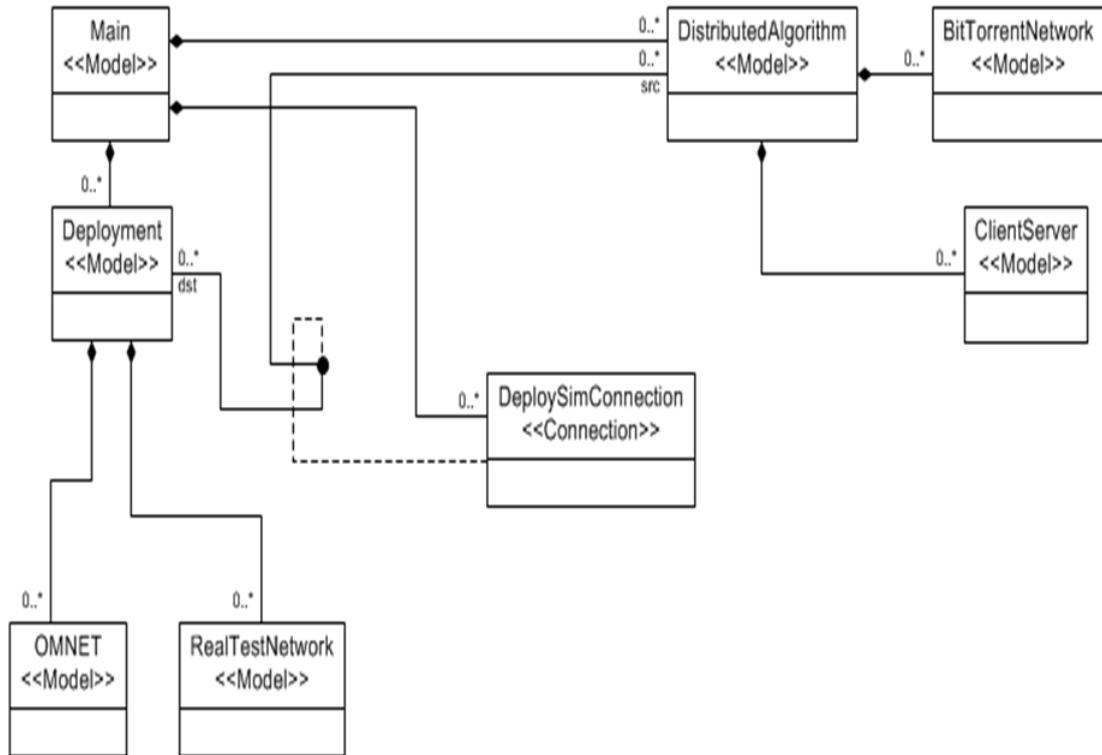 Main
<<Model>>
0..*
0..*
src
DistributedAlgorithm
<<Model>>
0..*
BitTorrentNetwork
<<Model>>
0..*
Deployment
<<Model>>
0..*
dst
0..*
ClientServer
<<Model>>
0..*
DeploySimConnection
<<Connection>>
0..*
OMNET
<<Model>>
0..*
RealTestNetwork
<<Model>>